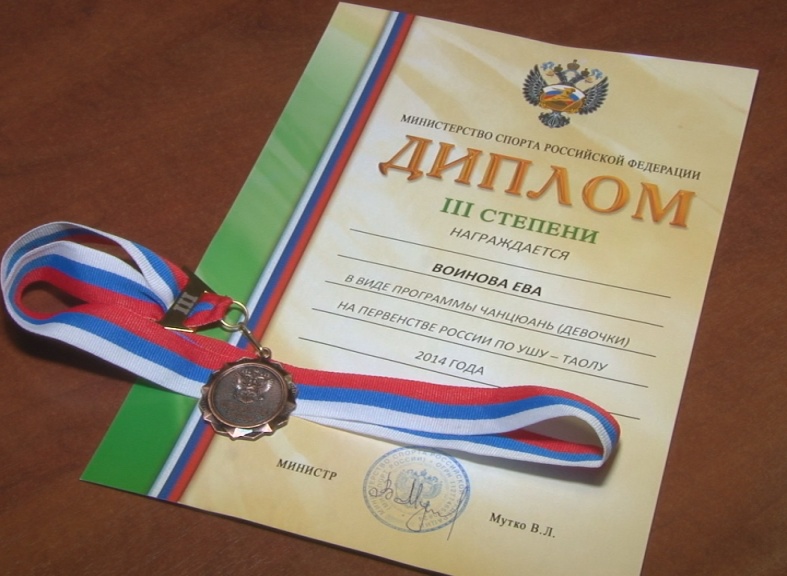 МИНИСТЕРСТВО СПОРТА РОССИЙСКОЙ ФЕДЕРАЦИИ
ДИПЛОМ
III СТЕПЕНИ
НАГРАЖДАЕТСЯ
ВОИНОВА ЕВА
В ВИДЕ ПРОГРАММЫ ЧАНЦЮАНЬ (ДЕВОЧКИ)
НА ПЕРВЕНСТВЕ РОССИИ ПО УШУ – ТАОЛУ
2014 ГОДА
III
МИНИСТР
Мутко В.Л.